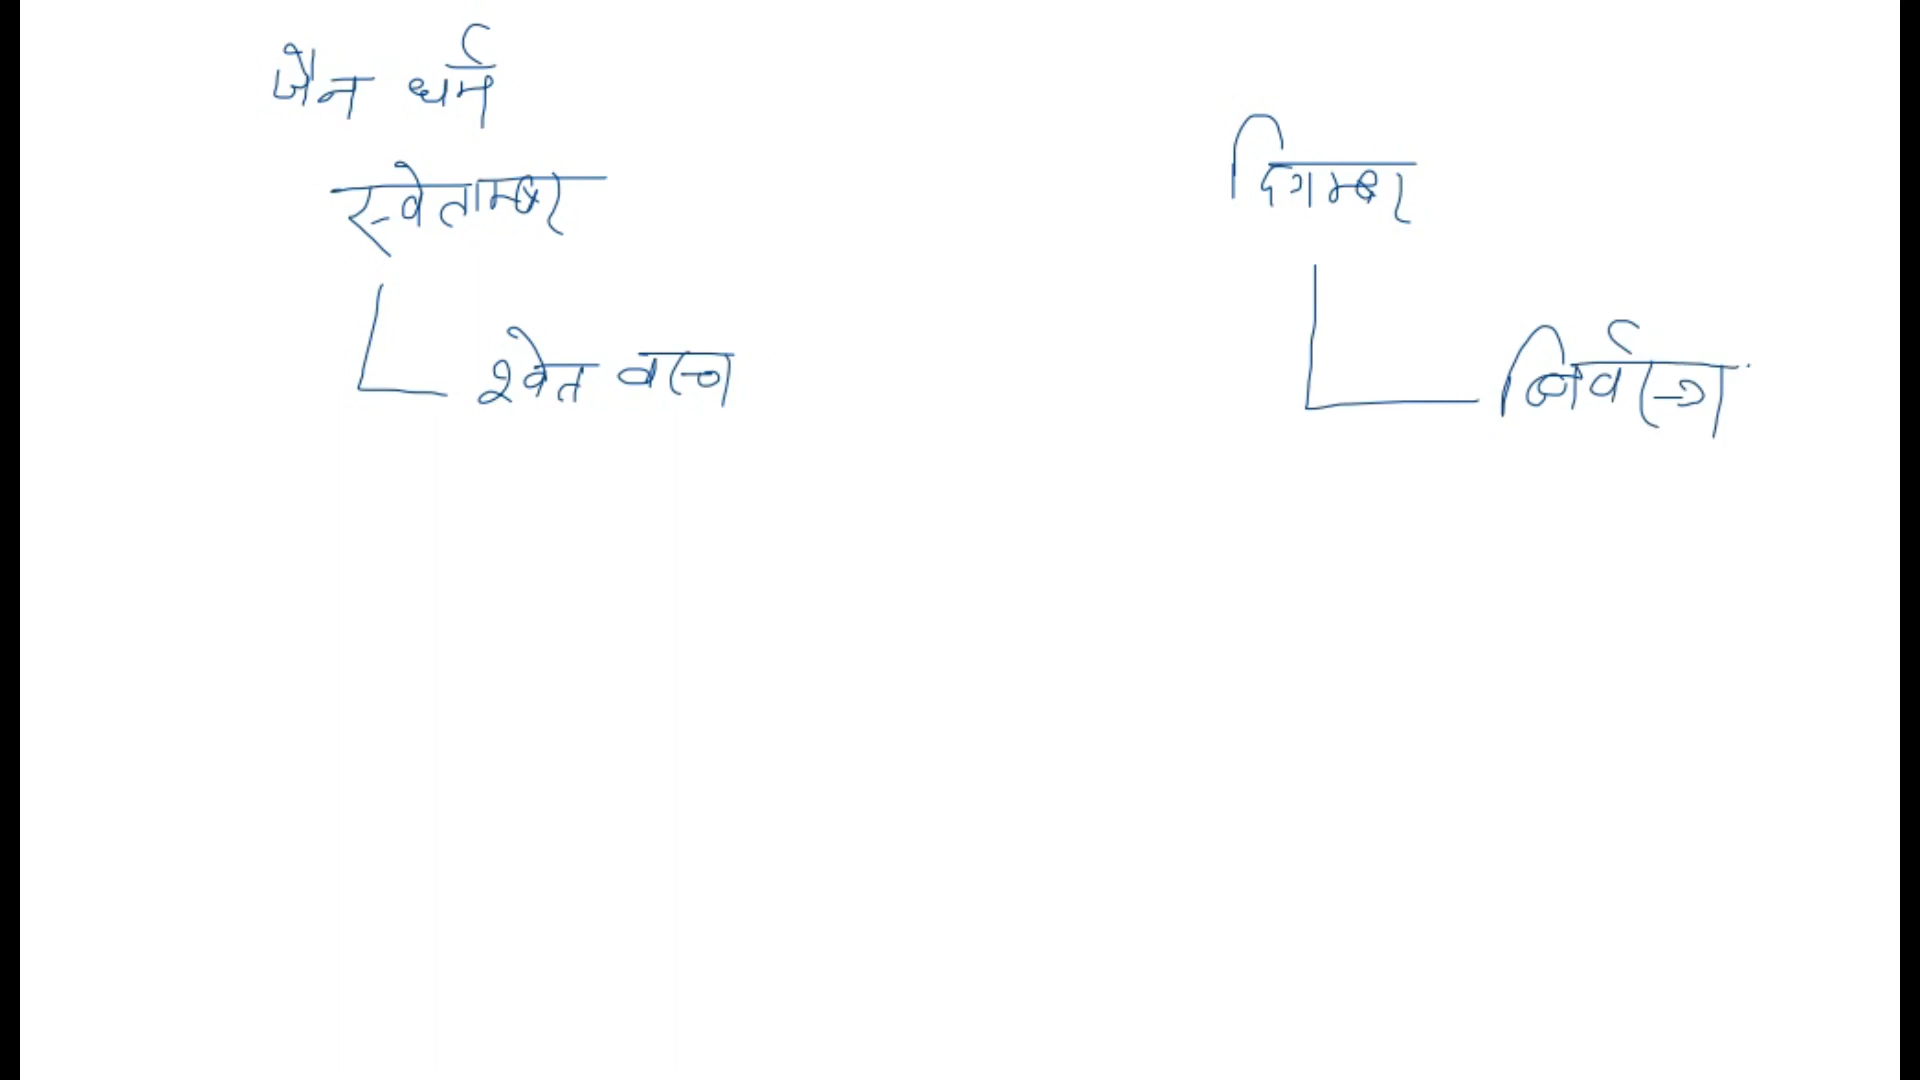 जैन धर्म
स्वेताम्बर
दिगम्बर
श्वेत वस्त्र
निर्वस्त्र